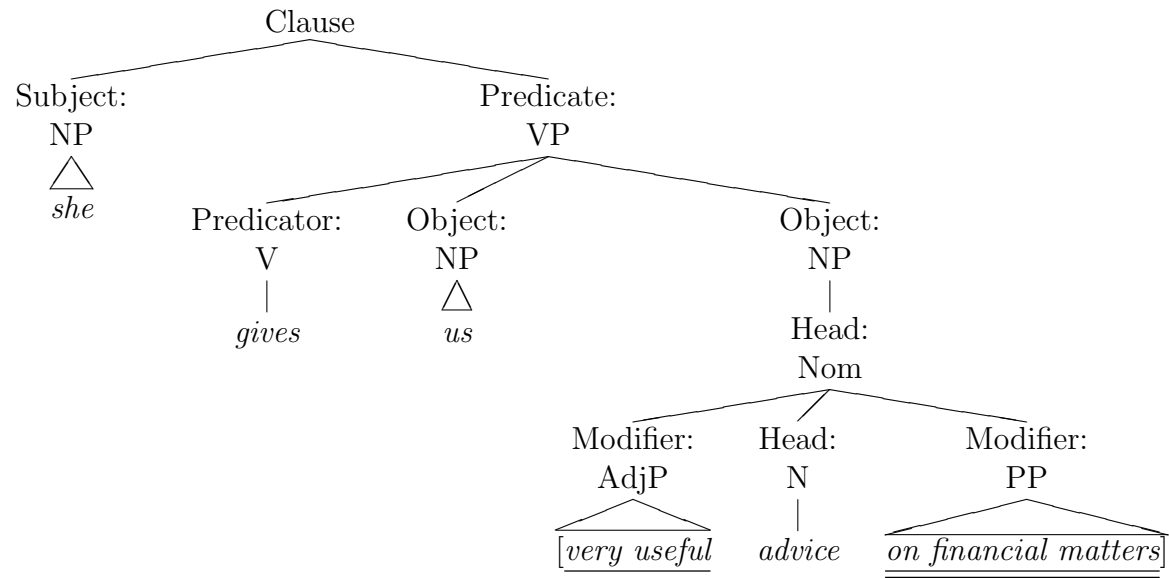 Clause
Subject: Predicate:
NP VP
she
Predicator: Object: Object:
V NP NP
gives us Head:
Nom
Modifier: Head: Modifier:
AdjP N PP
[very useful advice on financial matters]